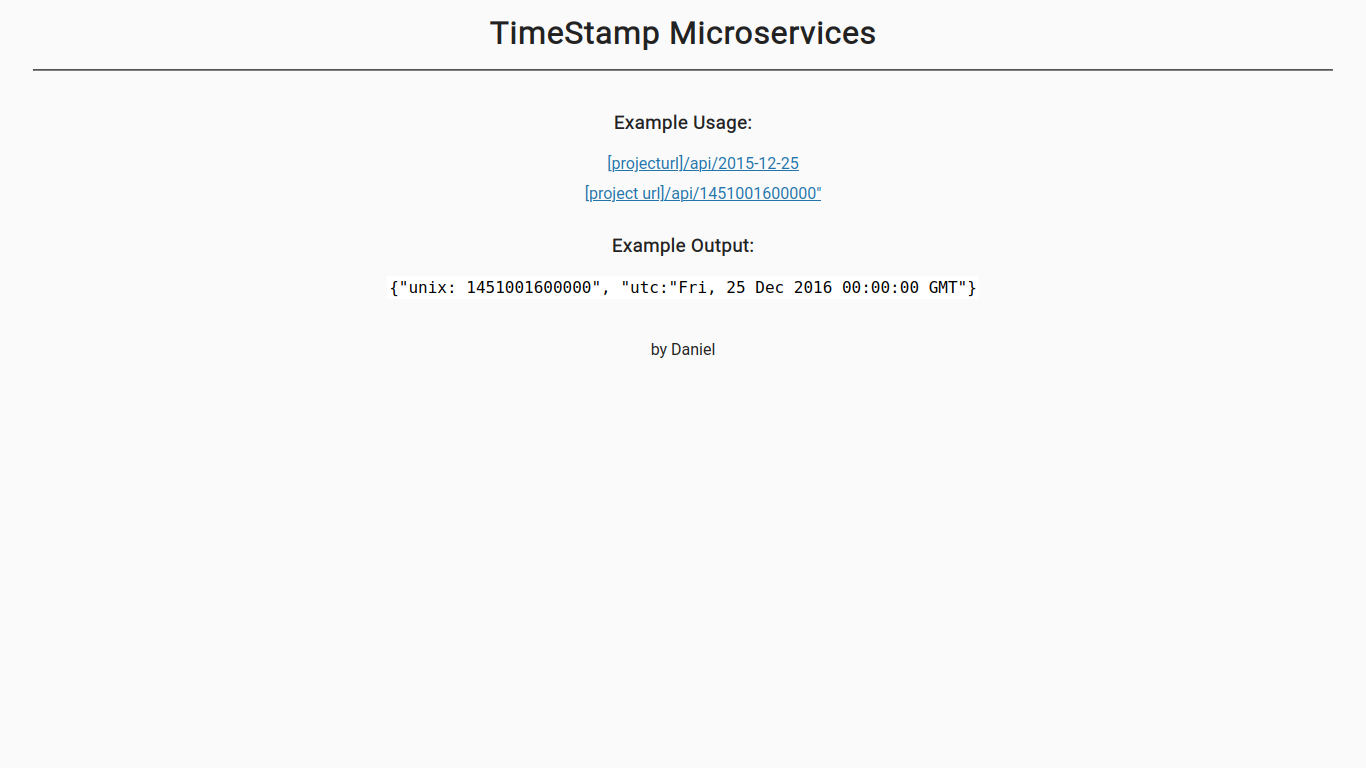 TimeStamp Microservices
Example Usage:
[projecturl]/api/2015-12-25
[project url]/api/1451001600000"
Example Output:
{"unix: 1451001600000", "utc:"Fri, 25 Dec 2016 00:00:00 GMT"}
by Daniel